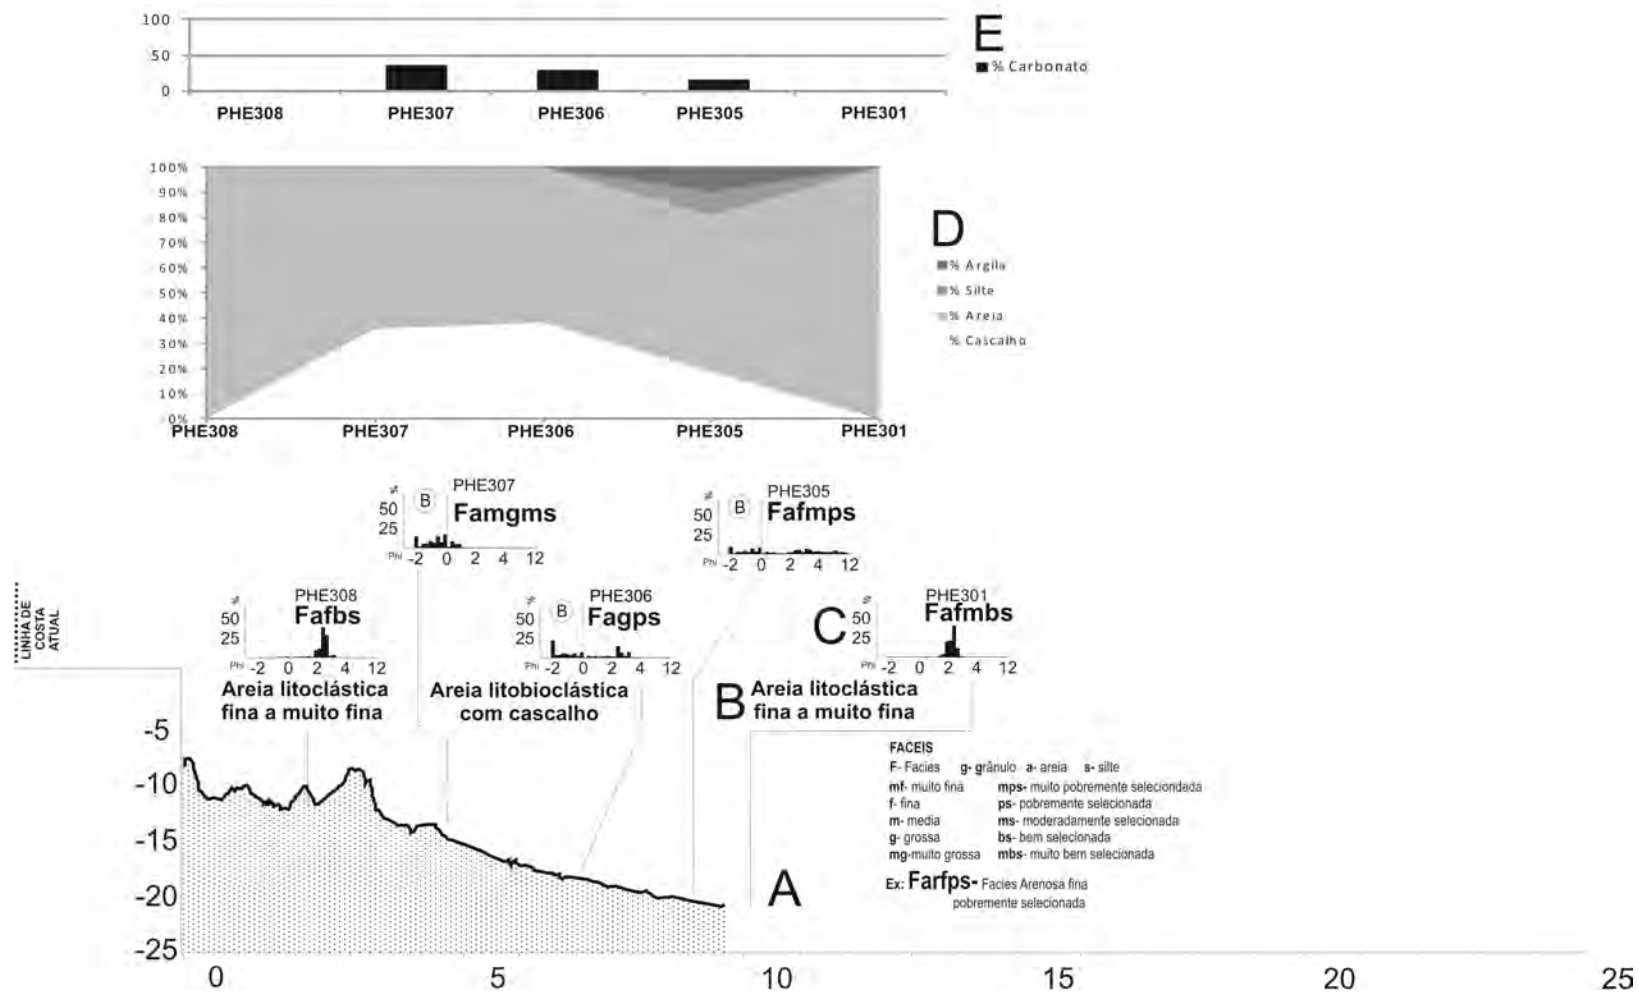 100
50
0
E
% Carbonato
PHE308 PHE307 PHE306 PHE305 PHE301
100%
90%
80%
70%
60%
50%
40%
30%
20%
10%
0%
D
% Argila
% Silte
% Areia
% Cascalho
PHE308 PHE307 PHE306 PHE305 PHE301
PHE307
Famgms
%
50
25
B
Phi -2 0 2 4 12
PHE305
Fafmps
%
50
25
B
Phi -2 0 2 4 12
LINHA DE
COSTA
ATUAL
PHE308
Fafbs
%
50
25
Phi -2 0 2 4 12
PHE306
Fagps
%
50
25
B
Phi -2 0 2 4 12
C
PHE301
Fafmbs
%
50
25
Phi -2 0 2 4 12
Areia litoclástica
fina a muito fina
Areia litobioclástica
com cascalho
B
Areia litoclástica
fina a muito fina
-5
-10
-15
-20
-25
A
FACEIS
F- Facies g- grânulo a- areia s- silte
mf- muito fina mps- muito pobremente seleciondada
f- fina ps- pobremente selecionada
m- media ms- moderadamente selecionada
g- grossa bs- bem selecionada
mg-muito grossa mbs- muito bem selecionada
Ex: Farfps- Facies Arenosa fina
pobremente selecionada
0 5 10 15 20 25